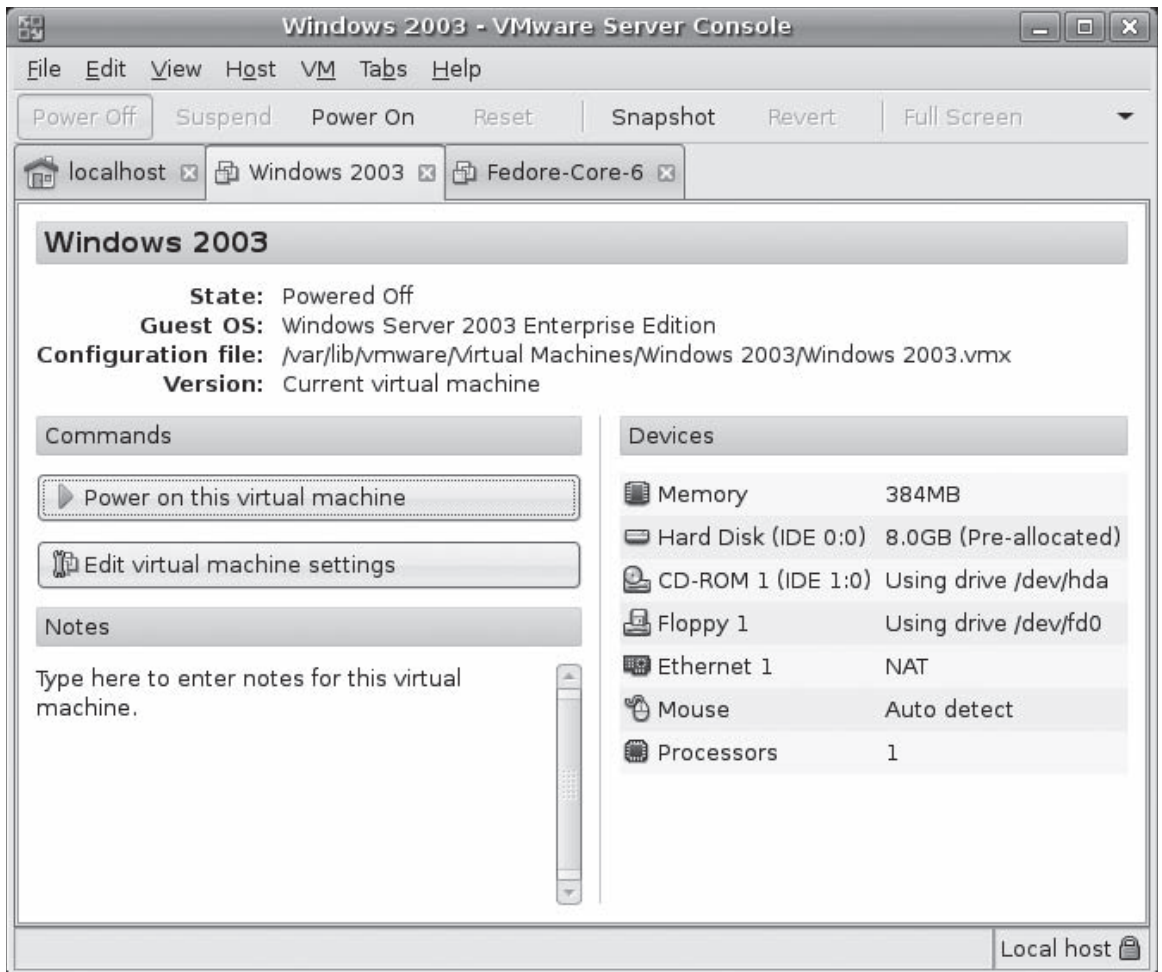 Windows 2003 - VMware Server Console
File Edit View Host VM Tabs Help
Power Off Suspend Power On Reset Snapshot Revert Full Screen
localhost Windows 2003 Fedore-Core-6
Windows 2003
State: Powered Off
Guest OS: Windows Server 2003 Enterprise Edition
Configuration file: /var/lib/vmware/Virtual Machines/Windows 2003/Windows 2003.vmx
Version: Current virtual machine
Commands
Power on this virtual machine
Edit virtual machine settings
Notes
Type here to enter notes for this virtual
machine.
Devices
Memory 384MB
Hard Disk (IDE 0:0) 8.0GB (Pre-allocated)
CD-ROM 1 (IDE 1:0) Using drive /dev/hda
Floppy 1 Using drive /dev/fd0
Ethernet 1 NAT
Mouse Auto detect
Processors 1
Local host